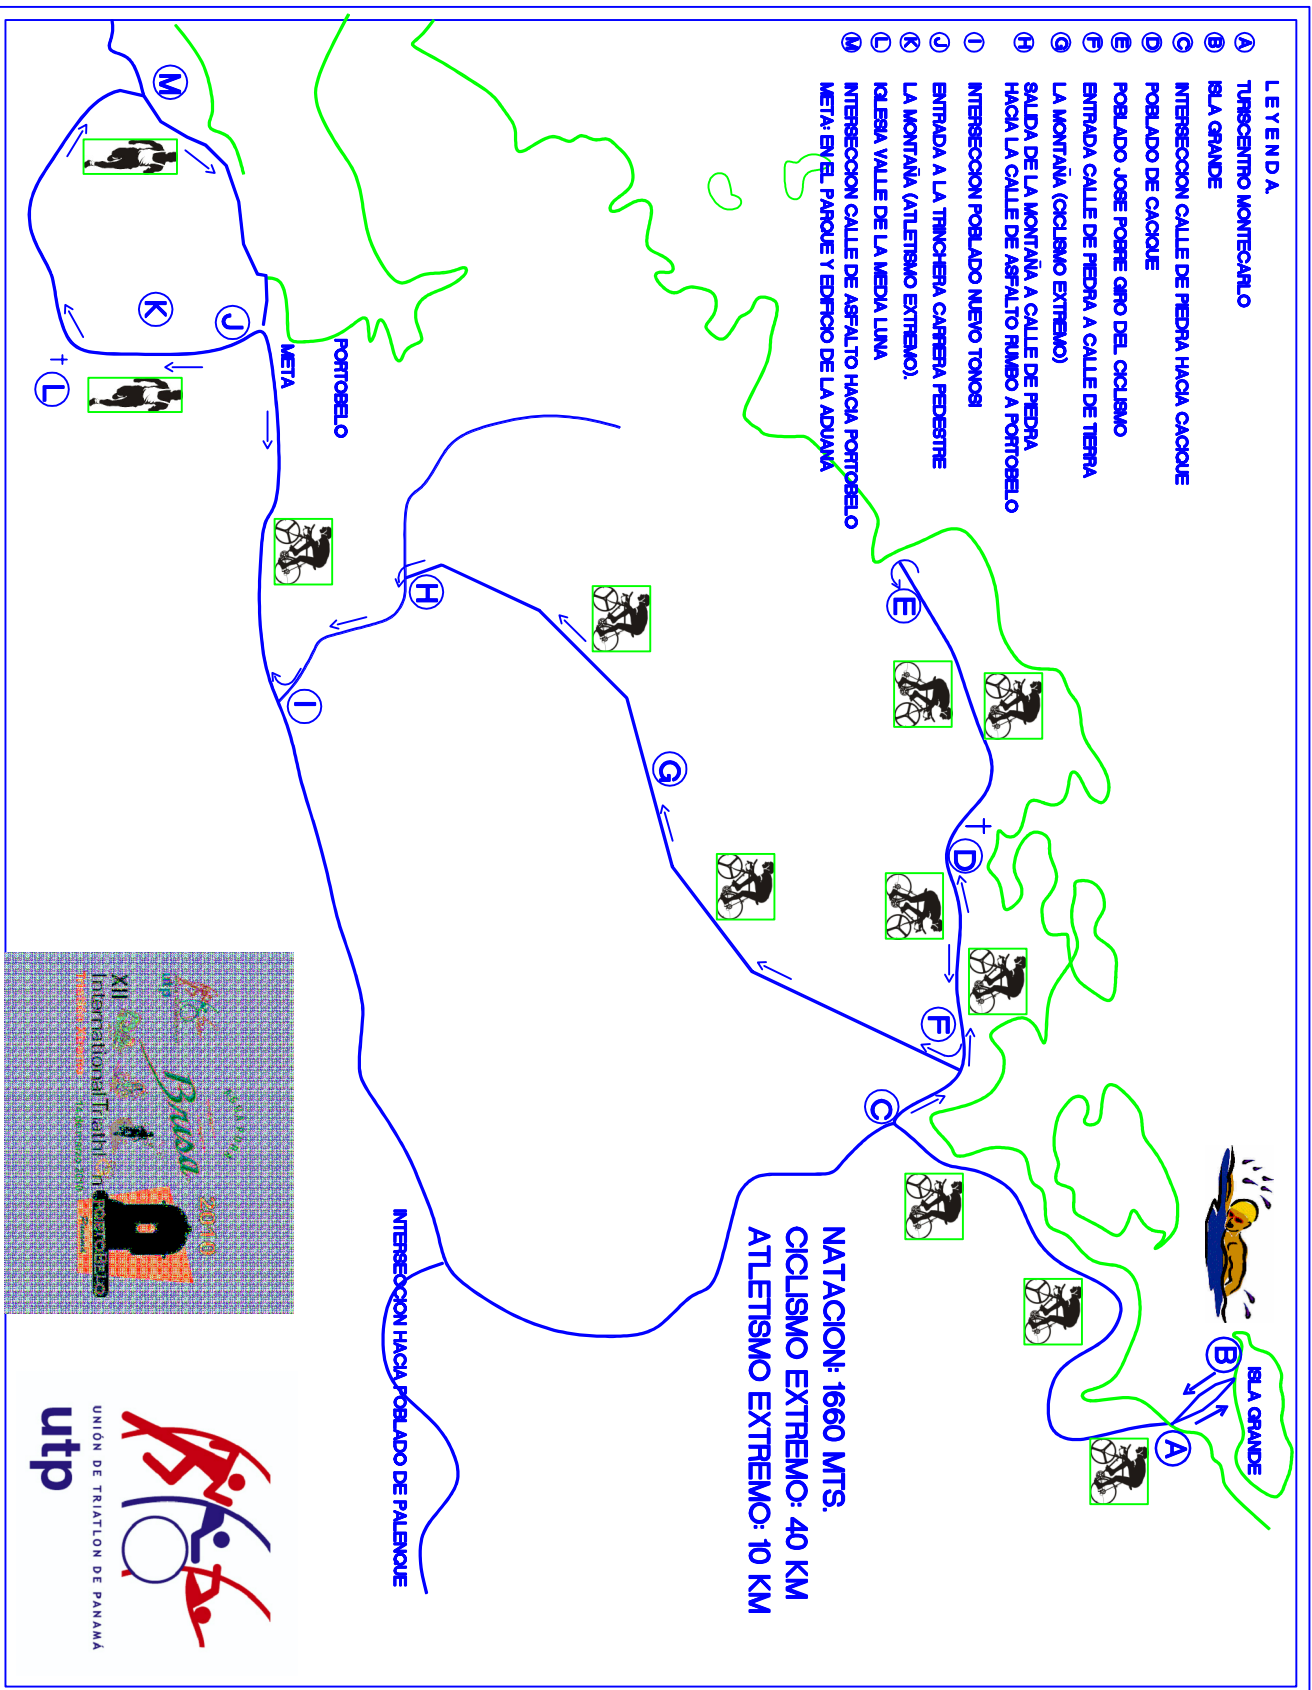 LEYENDA.
A TURISCENTRO MONTECARLO
B ISLA GRANDE
C INTERSECCION CALLE DE PIEDRA HACIA CACIQUE
D POBLADO DE CACIQUE
E POBLADO JOSE POBRE GIRO DEL CICLISMO
F ENTRADA CALLE DE PIEDRA A CALLE DE TIERRA
G LA MONTAÑA (CICLISMO EXTREMO)
H SALIDA DE LA MONTAÑA A CALLE DE PIEDRA
HACIA LA CALLE DE ASFALTO RUMBO A PORTOBELO
I INTERSECCION POBLADO NUEVO TONOSI
J ENTRADA A LA TRINCHERA CARRERA PEDESTRE
K LA MONTAÑA (ATLETISMO EXTREMO).
L IGLESIA VALLE DE LA MEDIA LUNA
M INTERSECCION CALLE DE ASFALTO HACIA PORTOBELO
META: EN EL PARQUE Y EDIFICIO DE LA ADUANA
ISLA GRANDE
B
A
E
D
F
C
G
H
I
PORTOBELO
META
J
K
L
M
NATACION: 1660 MTS.
CICLISMO EXTREMO: 40 KM
ATLETISMO EXTREMO: 10 KM
INTERSECCION HACIA POBLADO DE PALENQUE
Brisa
2010
XII
International Triathlon
PORTOBELO
UNIÓN DE TRIATLON DE PANAMÁ
utp